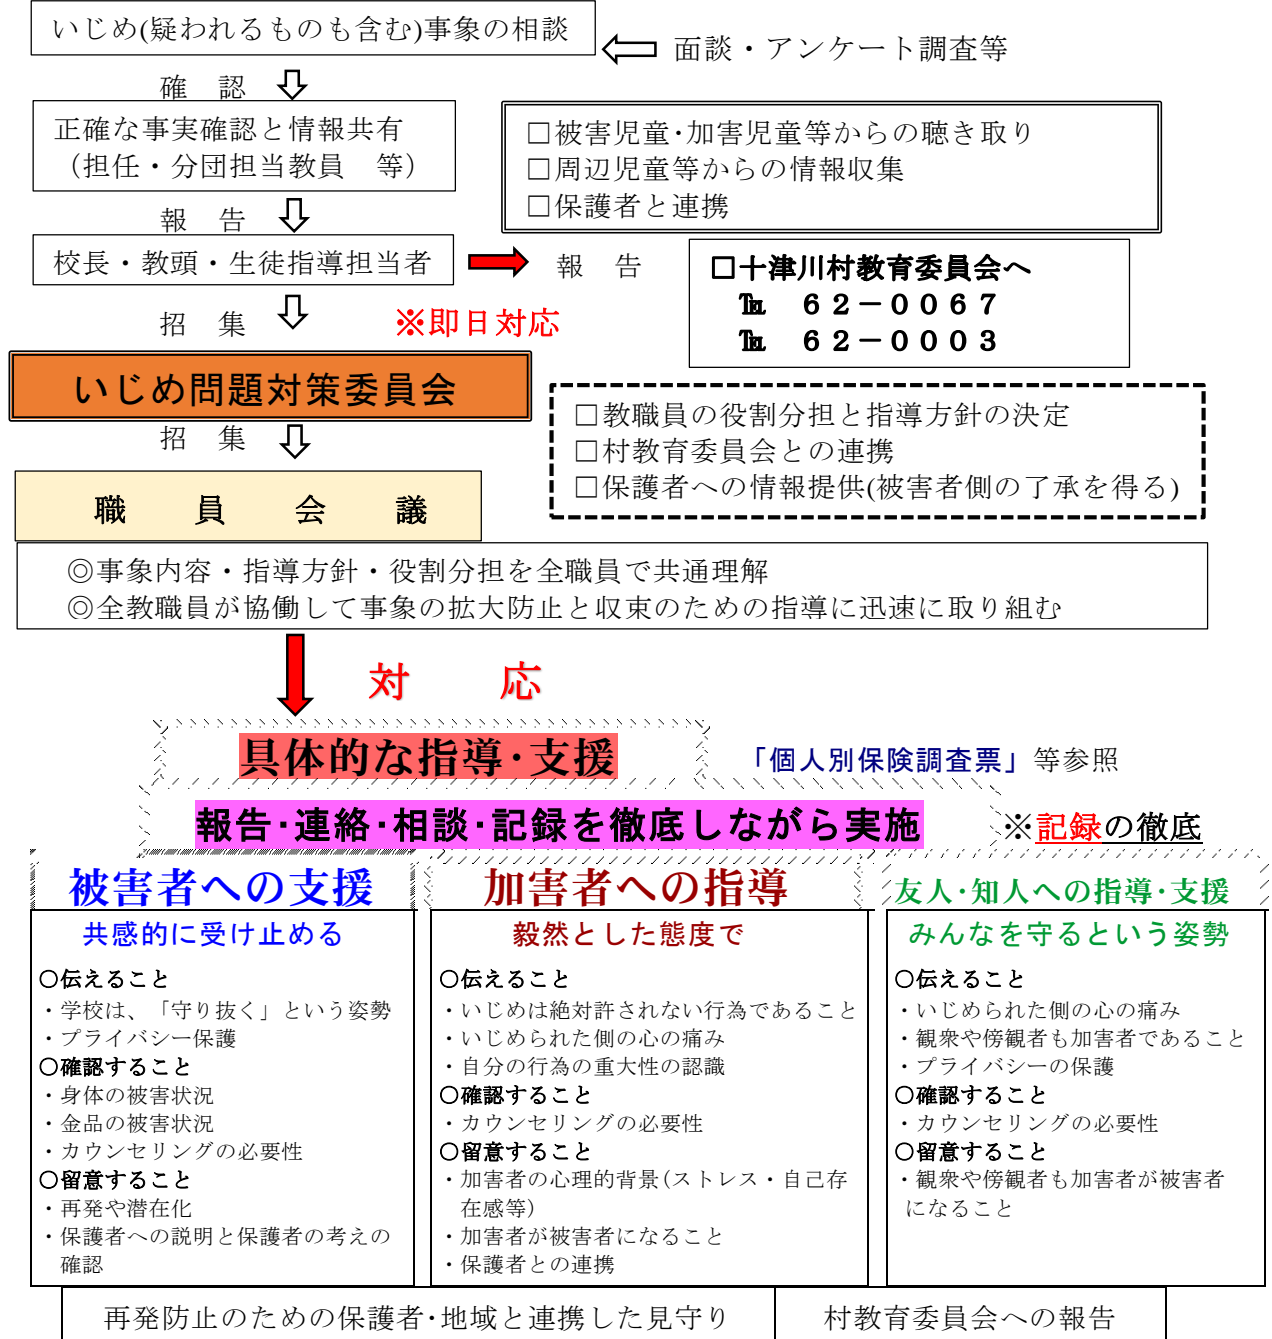 いじめ(疑われるものも含む)事象の相談
面談・アンケート調査等
確　認
正確な事実確認と情報共有
（担任・分団担当教員　等）
□被害児童･加害児童等からの聴き取り
□周辺児童等からの情報収集
□保護者と連携
報　告
校長・教頭・生徒指導担当者
報　告
□十津川村教育委員会へ
℡　６２－００６７
℡　６２－０００３
招　集
※即日対応
いじめ問題対策委員会
□教職員の役割分担と指導方針の決定
□村教育委員会との連携
□保護者への情報提供(被害者側の了承を得る)
招　集
職　員　会　議
◎事象内容・指導方針・役割分担を全職員で共通理解
◎全教職員が協働して事象の拡大防止と収束のための指導に迅速に取り組む
対　応
具体的な指導･支援
「個人別保険調査票」等参照
報告･連絡･相談･記録を徹底しながら実施
※記録の徹底
被害者への支援
共感的に受け止める
○伝えること
・学校は、「守り抜く」という姿勢
・プライバシー保護
○確認すること
・身体の被害状況
・金品の被害状況
・カウンセリングの必要性
○留意すること
・再発や潜在化
・保護者への説明と保護者の考えの
確認
加害者への指導
毅然とした態度で
○伝えること
・いじめは絶対許されない行為であること
・いじめられた側の心の痛み
・自分の行為の重大性の認識
○確認すること
・カウンセリングの必要性
○留意すること
・加害者の心理的背景(ストレス・自己存
在感等)
・加害者が被害者になること
・保護者との連携
友人･知人への指導･支援
みんなを守るという姿勢
○伝えること
・いじめられた側の心の痛み
・観衆や傍観者も加害者であること
・プライバシーの保護
○確認すること
・カウンセリングの必要性
○留意すること
・観衆や傍観者も加害者が被害者
になること
再発防止のための保護者･地域と連携した見守り
村教育委員会への報告